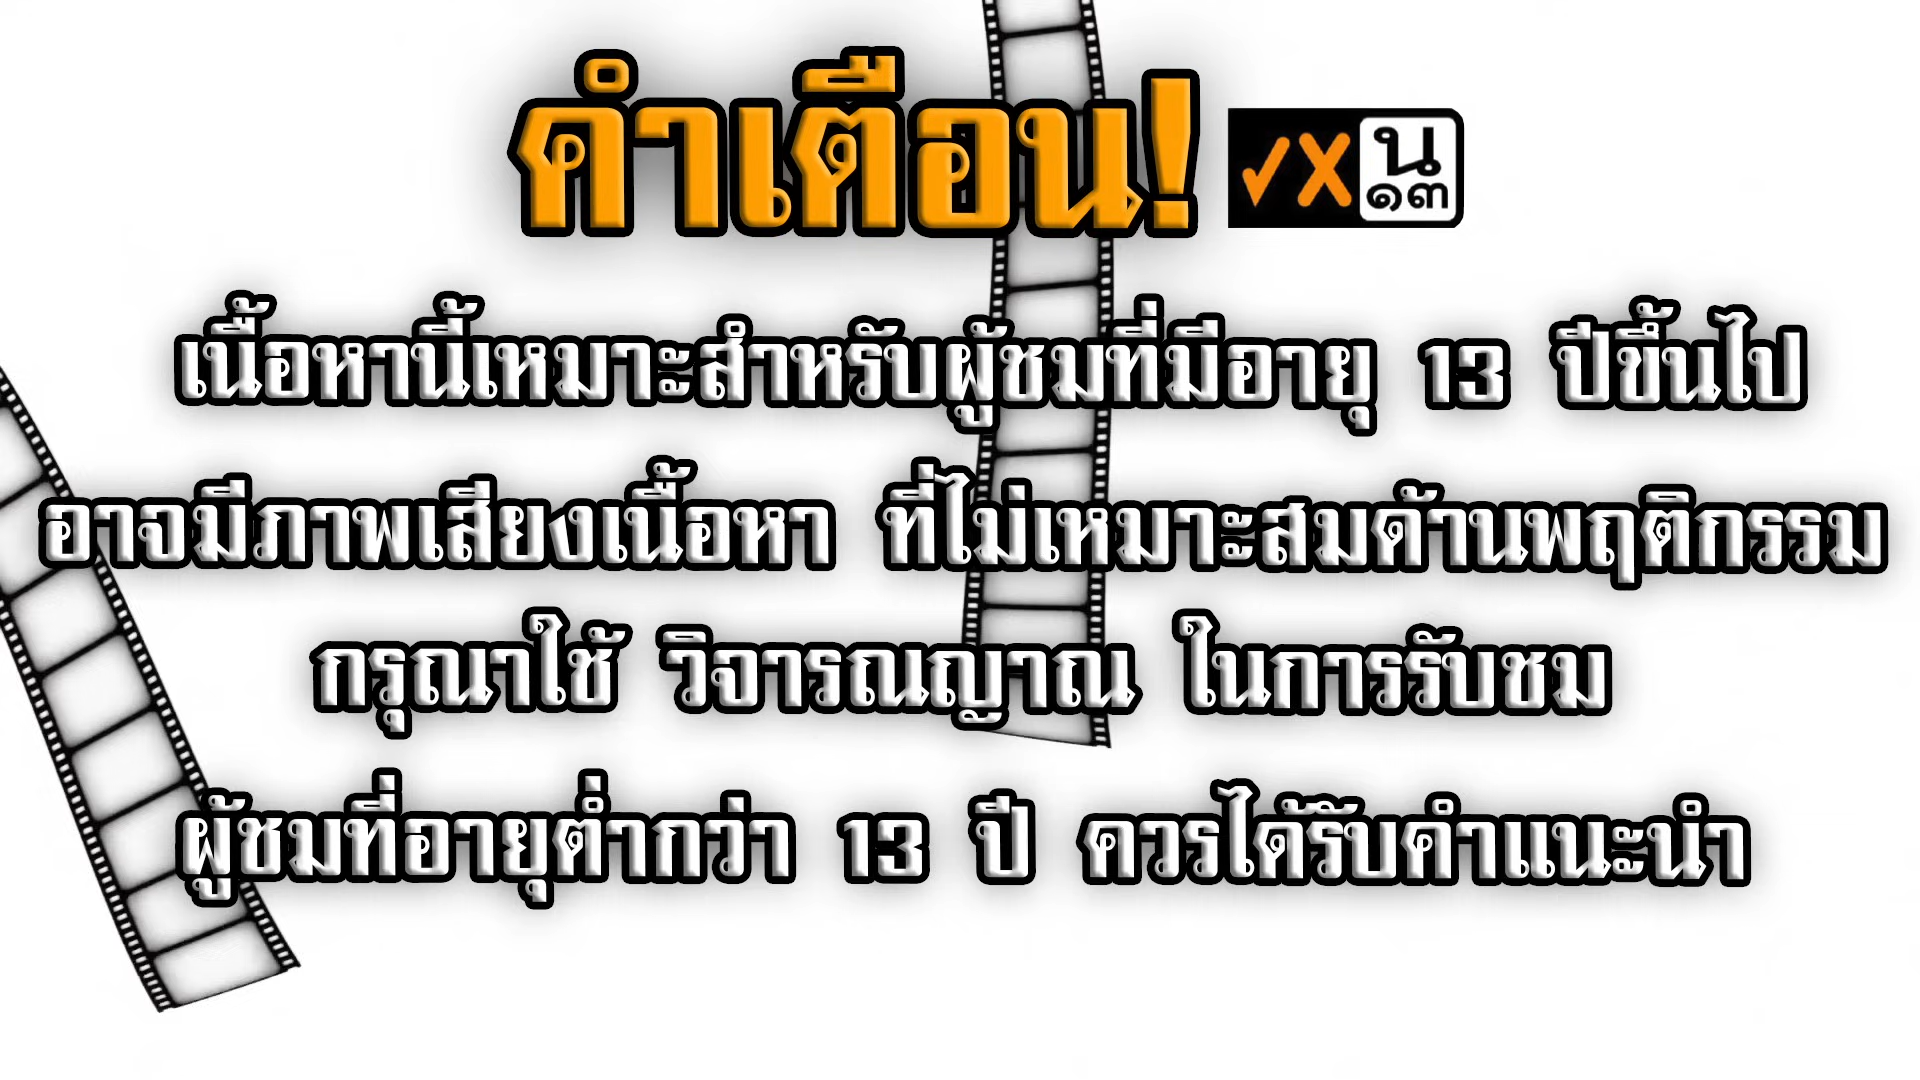 คำเตือน! ✓X น ๑๓
เนื้อหานี้เหมาะสำหรับผู้ชมที่มีอายุ 13 ปีขึ้นไป
อาจมีภาพเสียงเนื้อหา ที่ไม่เหมาะสมด้านพฤติกรรม
กรุณาใช้ วิจารณญาณ ในการรับชม
ผู้ชมที่อายุต่ำกว่า 13 ปี ควรได้รับคำแนะนำ